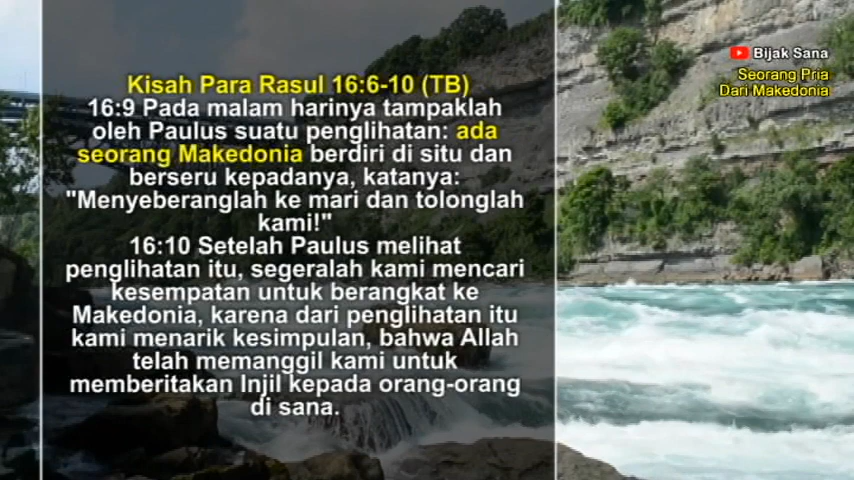 Kisah Para Rasul 16:6-10 (TB)
16:9 Pada malam harinya tampaklah
oleh Paulus suatu penglihatan: ada
seorang Makedonia berdiri di situ dan
berseru kepadanya, katanya:
"Menyeberanglah ke mari dan tolonglah
kami!"
16:10 Setelah Paulus melihat
penglihatan itu, segeralah kami mencari
kesempatan untuk berangkat ke
Makedonia, karena dari penglihatan itu
kami menarik kesimpulan, bahwa Allah
telah memanggil kami untuk
memberitakan Injil kepada orang-orang
di sana.
Bijak Sana
Seorang Pria
Dari Makedonia